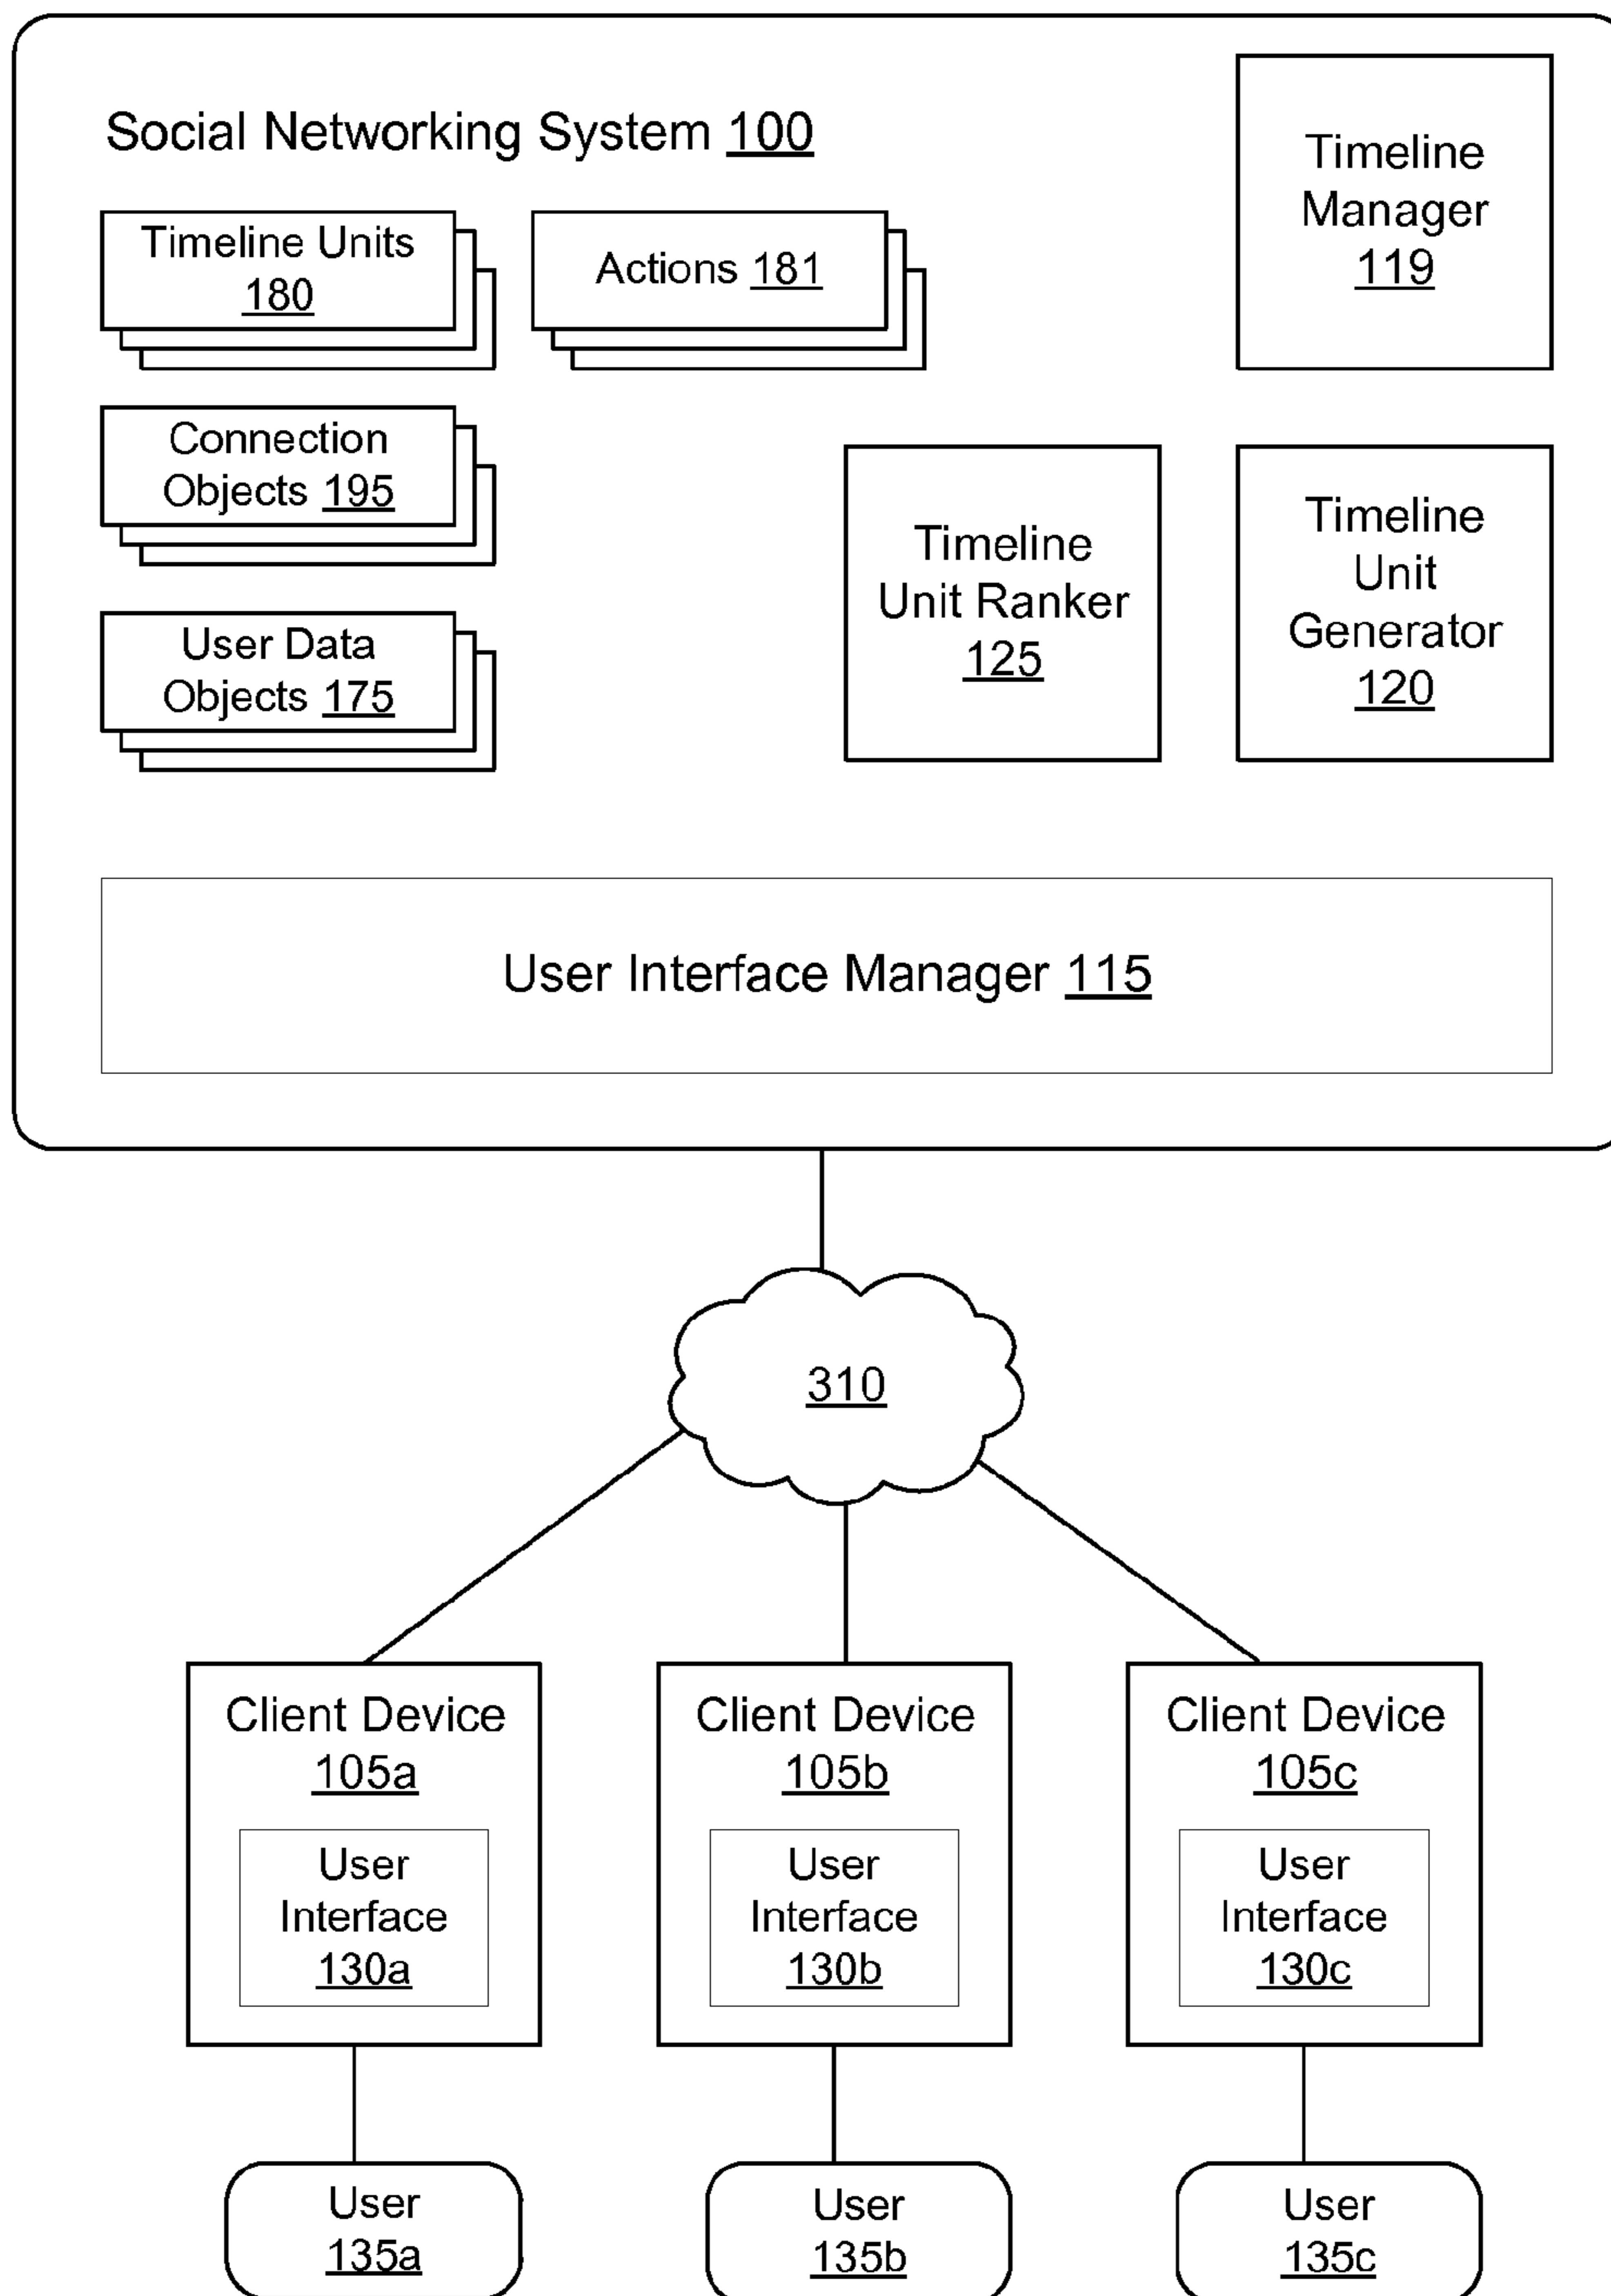 Social Networking System 100
Timeline
Manager
119
Timeline Units
180
Actions 181
Connection
Objects 195
Timeline
Unit Ranker
125
Timeline
Unit
Generator
120
User Data
Objects 175
User Interface Manager 115
310
Client Device
105a
User
Interface
130a
Client Device
105b
User
Interface
130b
Client Device
105c
User
Interface
130c
User
135a
User
135b
User
135c